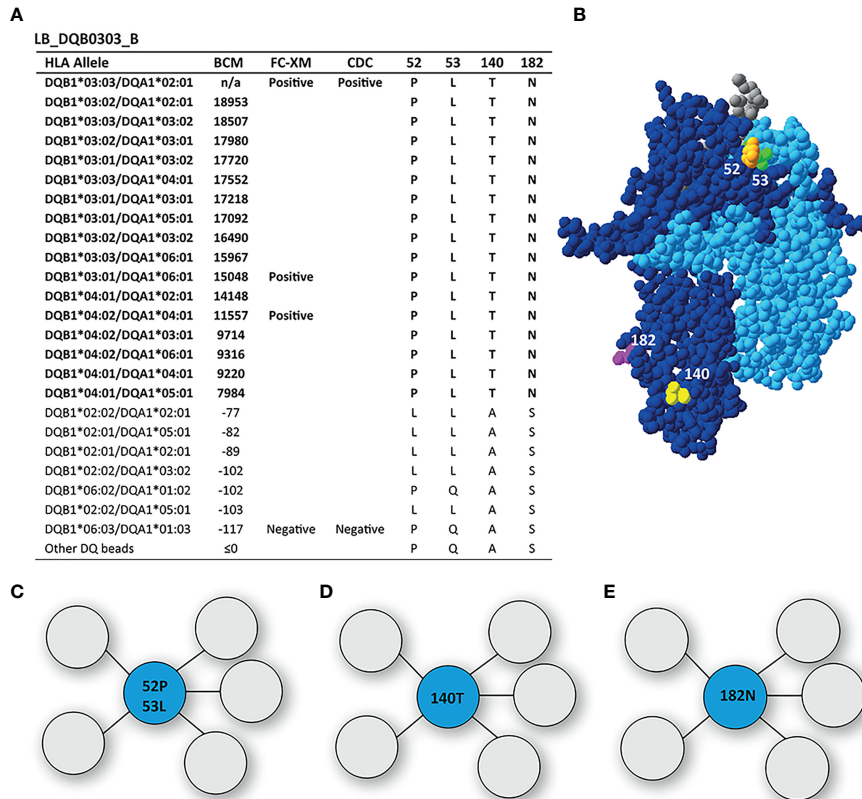 A
LB_DQB0303_B
HLA Allele BCM FC-XM CDC 52 53 140 182
DQB1*03:03/DQA1*02:01 n/a Positive Positive P L T N
DQB1*03:02/DQA1*02:01 18953 P L T N
DQB1*03:03/DQA1*03:02 18507 P L T N
DQB1*03:02/DQA1*03:01 17980 P L T N
DQB1*03:01/DQA1*03:02 17720 P L T N
DQB1*03:03/DQA1*04:01 17552 P L T N
DQB1*03:01/DQA1*03:01 17218 P L T N
DQB1*03:01/DQA1*05:01 17092 P L T N
DQB1*03:02/DQA1*03:02 16490 P L T N
DQB1*03:03/DQA1*06:01 15967 P L T N
DQB1*03:01/DQA1*06:01 15048 Positive P L T N
DQB1*04:01/DQA1*02:01 14148 P L T N
DQB1*04:02/DQA1*04:01 11557 Positive P L T N
DQB1*04:02/DQA1*03:01 9714 P L T N
DQB1*04:02/DQA1*06:01 9316 P L T N
DQB1*04:01/DQA1*04:01 9220 P L T N
DQB1*04:01/DQA1*05:01 7984 P L T N
DQB1*02:02/DQA1*02:01 -77 L L A S
DQB1*02:01/DQA1*05:01 -82 L L A S
DQB1*02:01/DQA1*02:01 -89 L L A S
DQB1*02:02/DQA1*03:02 -102 L L A S
DQB1*06:02/DQA1*01:02 -102 P Q A S
DQB1*02:02/DQA1*05:01 -103 L L A S
DQB1*06:03/DQA1*01:03 -117 Negative Negative P Q A S
Other DQ beads ≤0 P Q A S
B
52
53
182
140
C
52P
53L
D
140T
E
182N